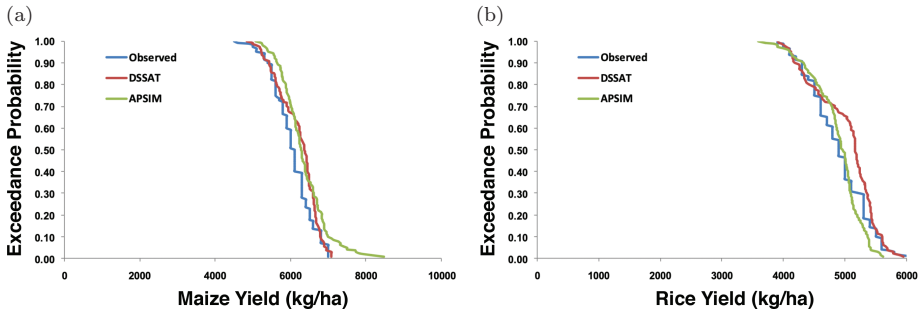 (a)
Exceedance Probability
1.00
0.90
0.80
0.70
0.60
0.50
0.40
0.30
0.20
0.10
0.00
Observed
DSSAT
APSIM
0 2000 4000 6000 8000 10000
Maize Yield (kg/ha)
(b)
Exceedance Probability
1.00
0.90
0.80
0.70
0.60
0.50
0.40
0.30
0.20
0.10
0.00
Observed
DSSAT
APSIM
0 1000 2000 3000 4000 5000 6000
Rice Yield (kg/ha)